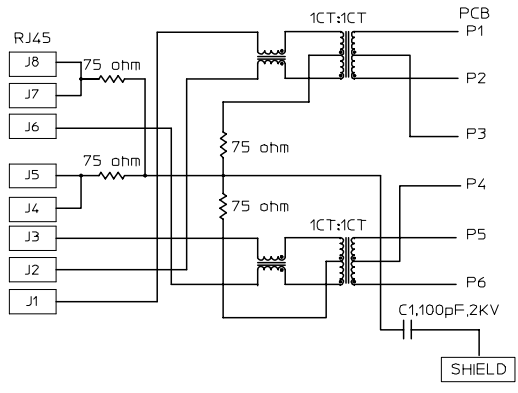 1CT:1CT
PCB
P1
RJ45
J8
75 ohm
P2
J7
J6
P3
75 ohm
75 ohm
J5
P4
J4
75 ohm
1CT:1CT
J3
P5
J2
P6
J1
C1,100pF,2KV
SHIELD